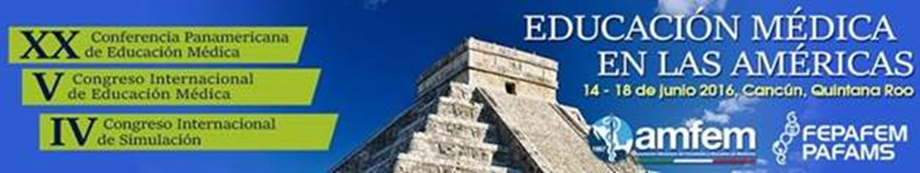 XX Conferencia Panamericana
de Educación Médica
V Congreso Internacional
de Educación Médica
IV Congreso Internacional
de Simulación
EDUCACIÓN MÉDICA
EN LAS AMÉRICAS
14 - 18 de junio 2016, Cancún, Quintana Roo
amfem
FEPAFEM
PAFAMS